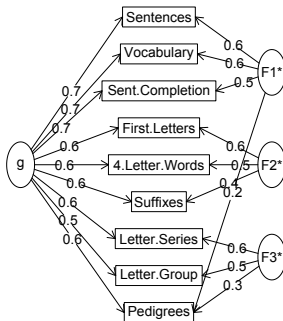 Sentences
0.6
Vocabulary
0.6
F1*
0.7
Sent.Completion
0.5
0.7
0.7
First.Letters
0.6
0.6
g
0.6
4.Letter.Words
0.5
F2*
0.6
0.4
Suffixes
0.2
0.6
Letter.Series
0.6
0.5
F3*
0.6
Letter.Group
0.5
0.3
Pedigrees